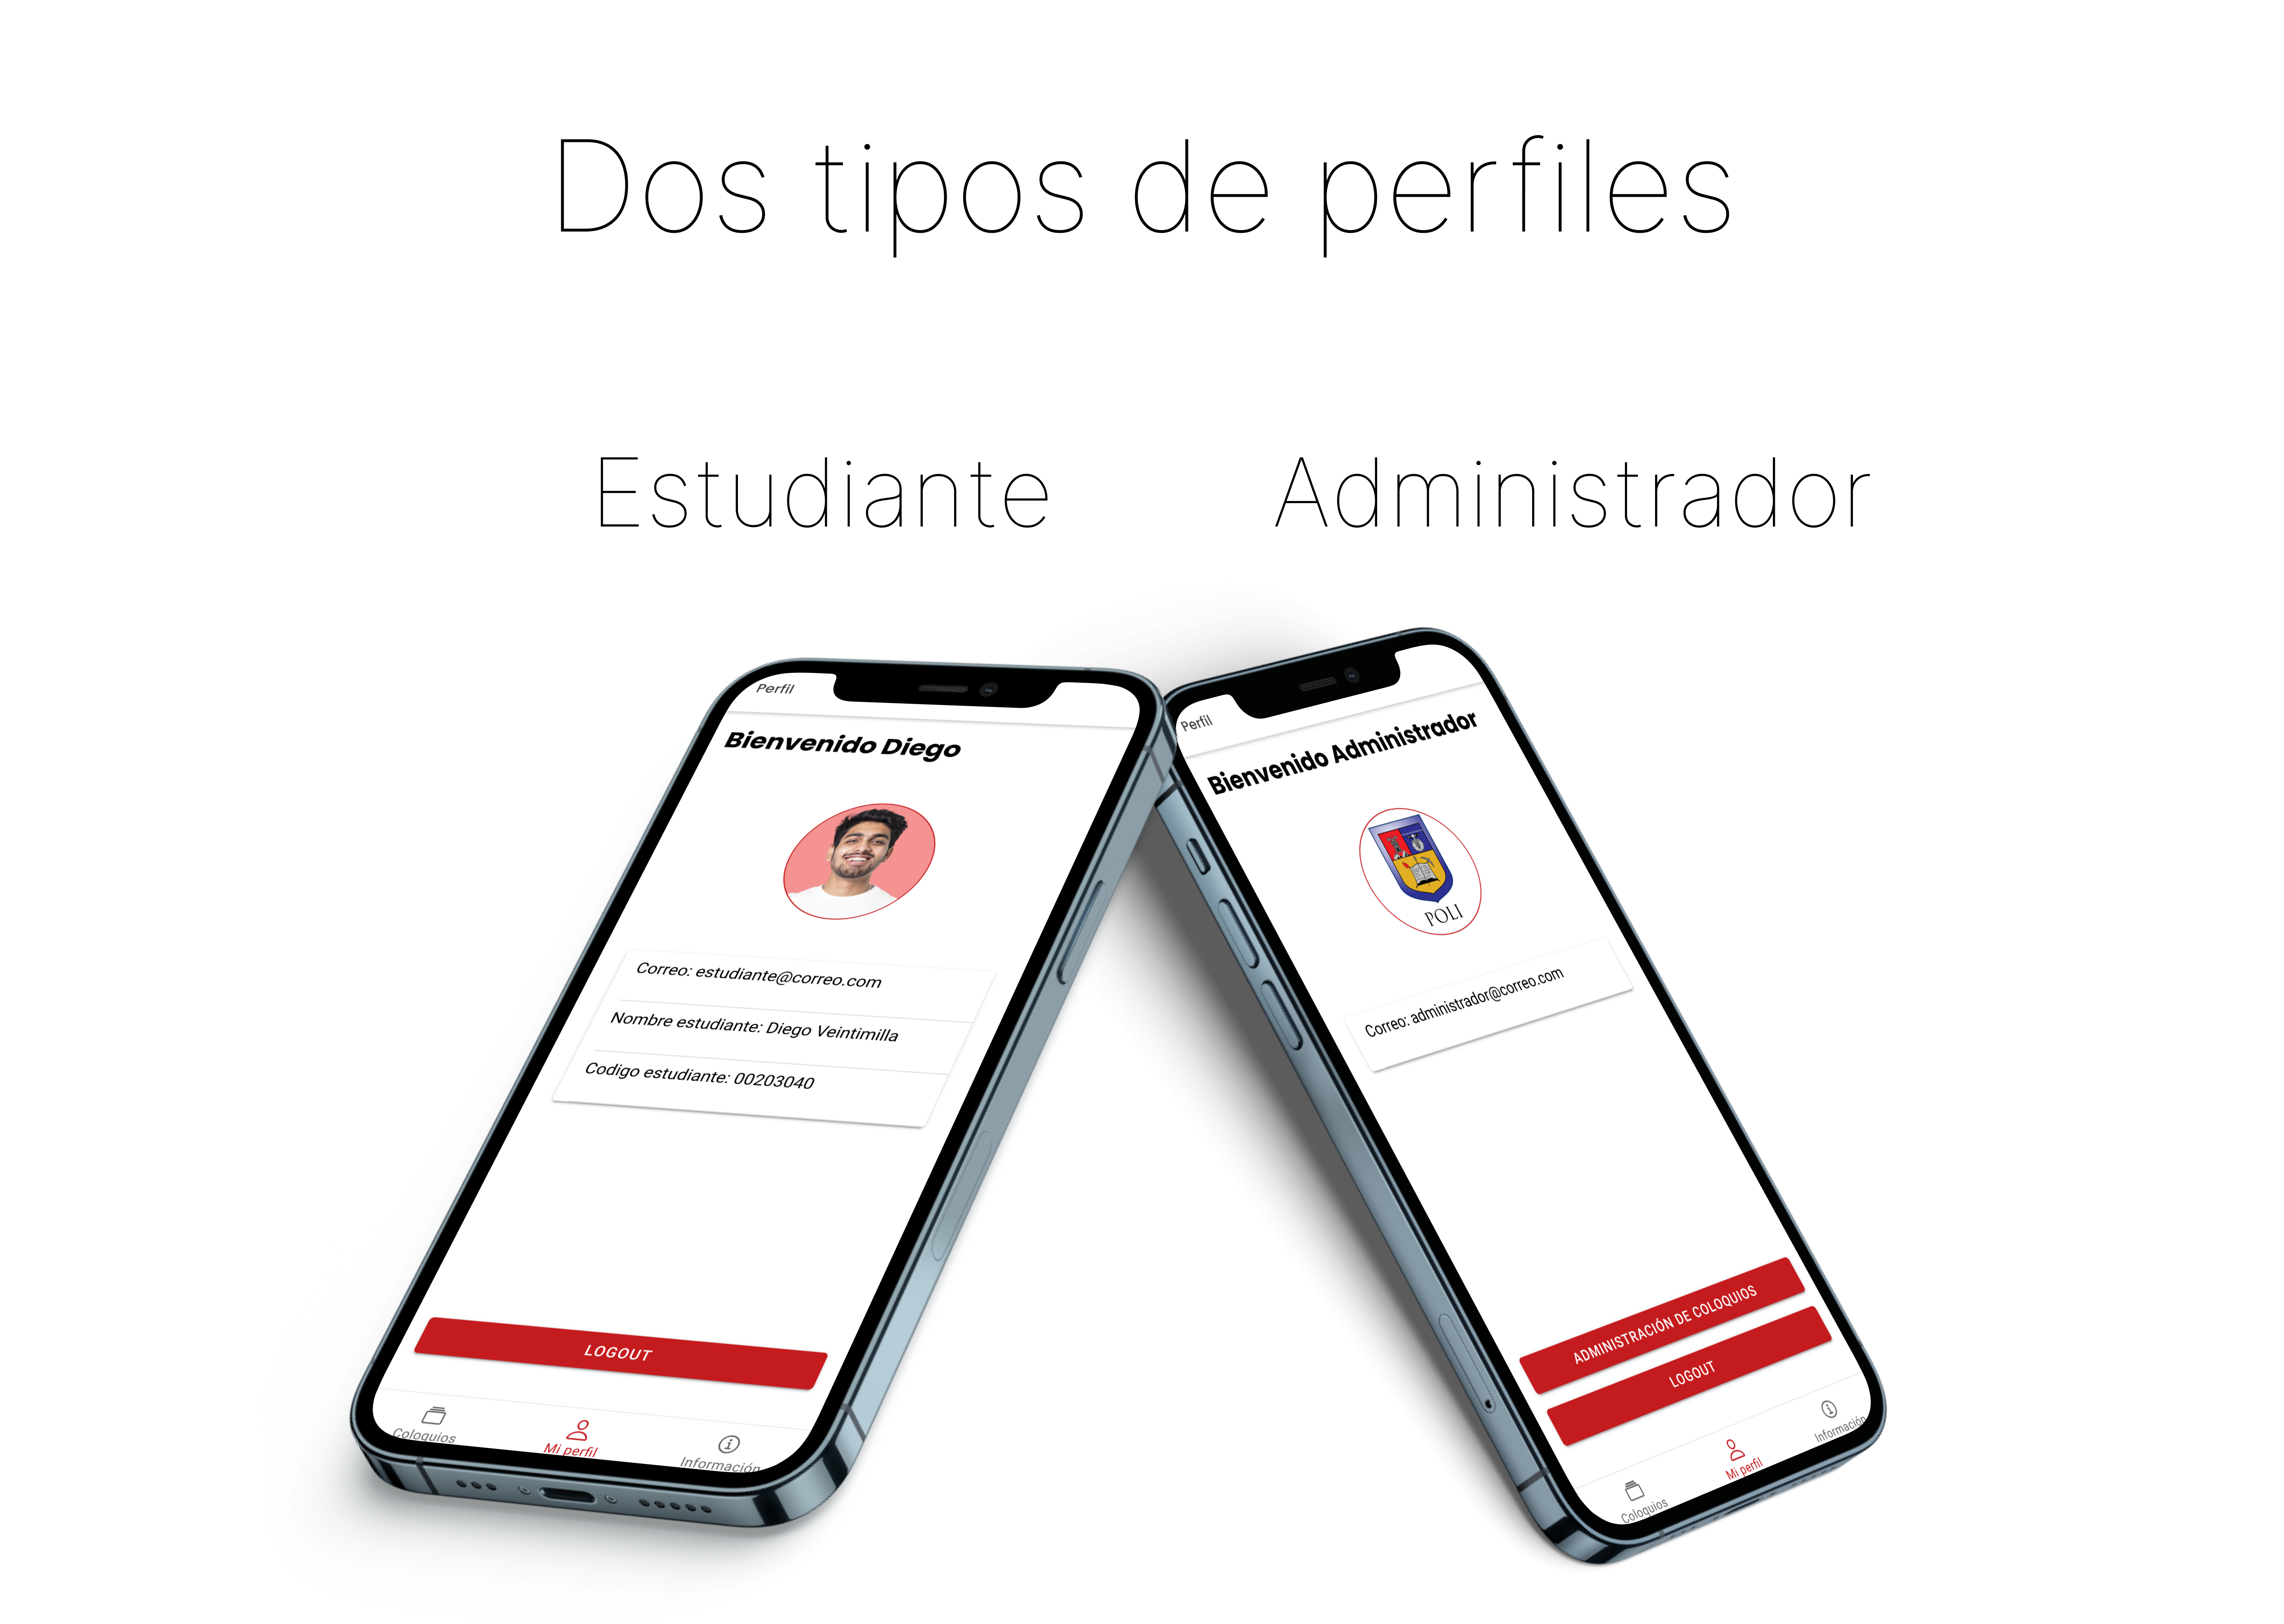 Dos tipos de perfiles
Estudiante
Administrador
Perfil
Bienvenido Diego
Correo: estudiante@correo.com
Nombre estudiante: Diego Veintimilla
Codigo estudiante: 00203040
LOGOUT
Coloquios
Mi perfil
Información
Perfil
Bienvenido Administrador
POLI
Correo: administrador@correo.com
ADMINISTRACIÓN DE COLOQUIOS
LOGOUT
Coloquios
Mi perfil
Información